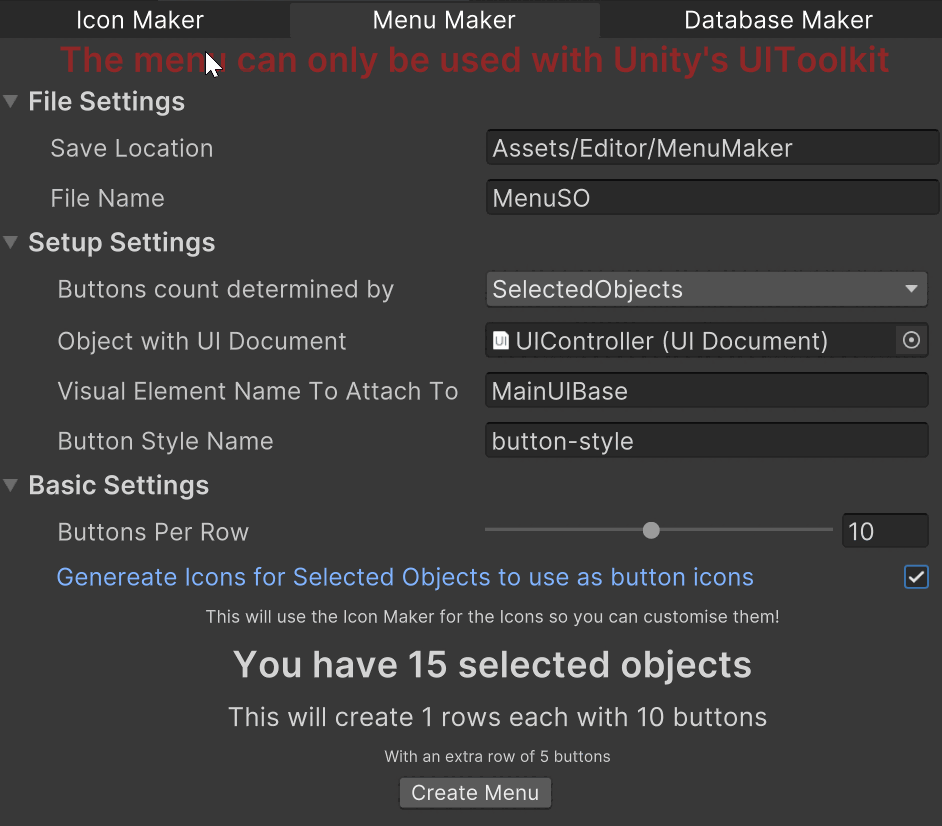 Icon Maker Menu Maker Database Maker
The menu can only be used with Unity's UIToolkit
File Settings
Save Location Assets/Editor/MenuMaker
File Name MenuSO
Setup Settings
Buttons count determined by SelectedObjects
Object with UI Document UIController (UI Document)
Visual Element Name To Attach To MainUIBase
Button Style Name button-style
Basic Settings
Buttons Per Row 10
Genereate Icons for Selected Objects to use as button icons
This will use the Icon Maker for the Icons so you can customise them!
You have 15 selected objects
This will create 1 rows each with 10 buttons
With an extra row of 5 buttons
Create Menu